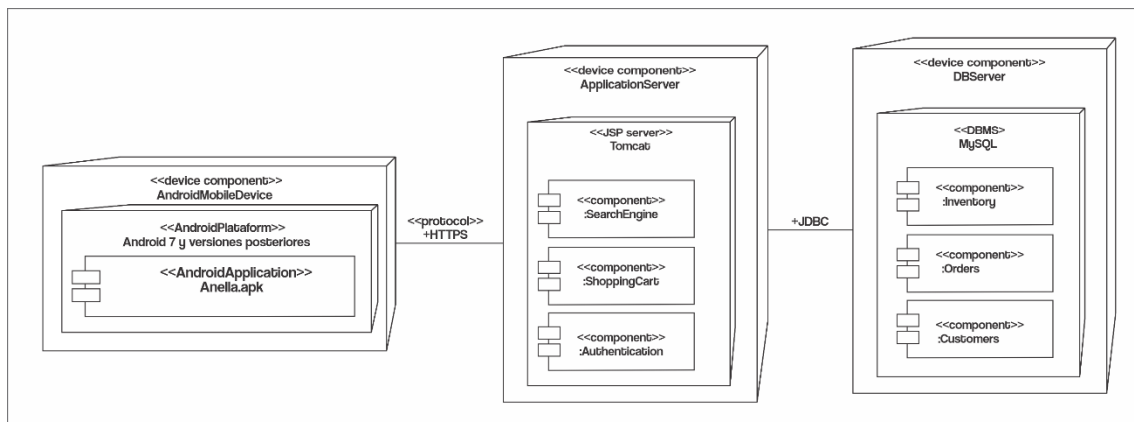 <<device component>>
AndroidMobileDevice
<<AndroidPlataform>>
Android 7 y versiones posteriores
<<AndroidApplication>>
Anella.apk
<<protocol>>
+HTTPS
<<device component>>
ApplicationServer
<<JSP server>>
Tomcat
<<component>>
:SearchEngine
<<component>>
:ShoppingCart
<<component>>
:Authentication
+JDBC
<<device component>>
DBServer
<<DBMS>
MySQL
<<component>>
:Inventory
<<component>>
:Orders
<<component>>
:Customers